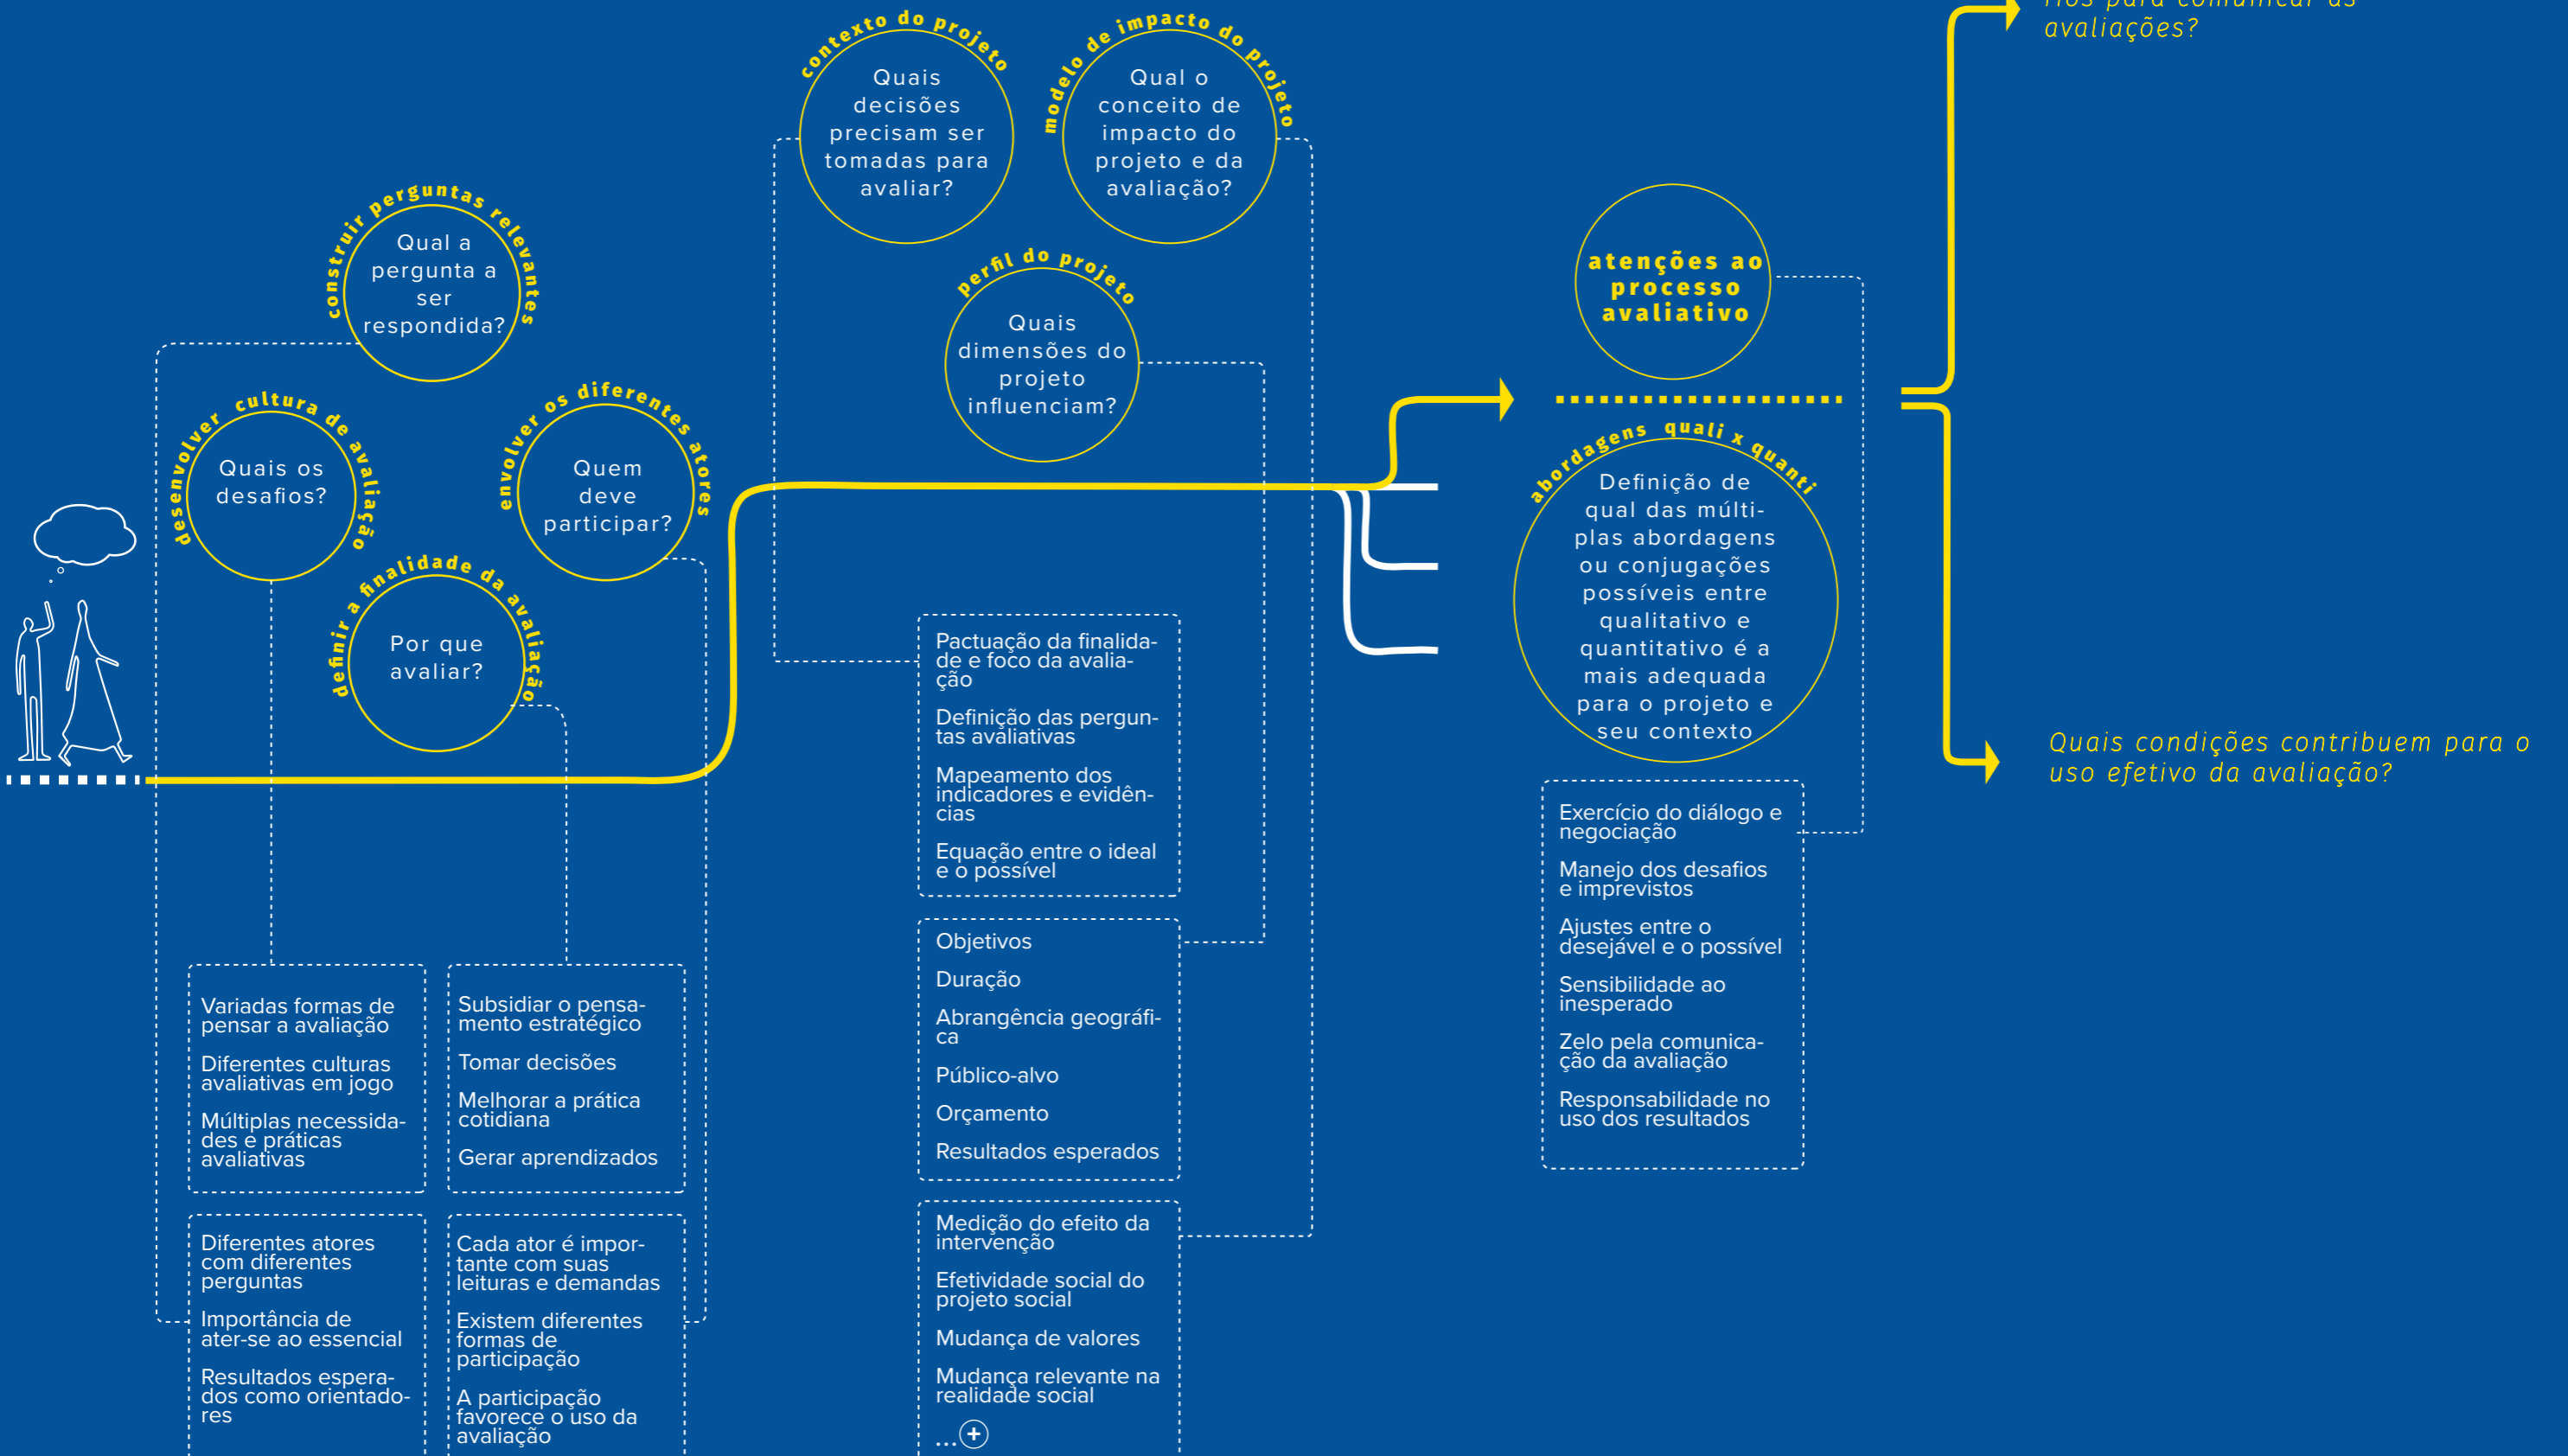 construir perguntas relevantes
Qual a
pergunta a
ser
respondida?
desenvolver cultura de avaliação
Quais os
desafios?
envolver os diferentes atores
Quem
deve
participar?
definir a finalidade da avaliação
Por que
avaliar?
Variadas formas de
pensar a avaliação
Diferentes culturas
avaliativas em jogo
Múltiplas necessida-
des e práticas
avaliativas
Subsidiar o pensa-
mento estratégico
Tomar decisões
Melhorar a prática
cotidiana
Gerar aprendizados
Diferentes atores
com diferentes
perguntas
Importância de
ater-se ao essencial
Resultados espera-
dos como orientado-
res
Cada ator é impor-
tante com suas
leituras e demandas
Existem diferentes
formas de
participação
A participação
favorece o uso da
avaliação
contexto do projeto
Quais
decisões
precisam ser
tomadas para
avaliar?
modelo de impacto do projeto
Qual o
conceito de
impacto do
projeto e da
avaliação?
perfil do projeto
Quais
dimensões do
projeto
influenciam?
Pactuação da finalida-
de e foco da avalia-
ção
Definição das pergun-
tas avaliativas
Mapeamento dos
indicadores e evidên-
cias
Equação entre o ideal
e o possível
Objetivos
Duração
Abrangência geográfi-
ca
Público-alvo
Orçamento
Resultados esperados
Medição do efeito da
intervenção
Efetividade social do
projeto social
Mudança de valores
Mudança relevante na
realidade social
...+
atenções ao
processo
avaliativo
abordagens quali x quanti
Definição de
qual das múlti-
plas abordagens
ou conjugações
possíveis entre
qualitativo e
quantitativo é a
mais adequada
para o projeto e
seu contexto
Exercício do diálogo e
negociação
Manejo dos desafios
e imprevistos
Ajustes entre o
desejável e o possível
Sensibilidade ao
inesperado
Zelo pela comunica-
ção da avaliação
Responsabilidade no
uso dos resultados
para comunicar as
avaliações?
Quais condições contribuem para o
uso efetivo da avaliação?